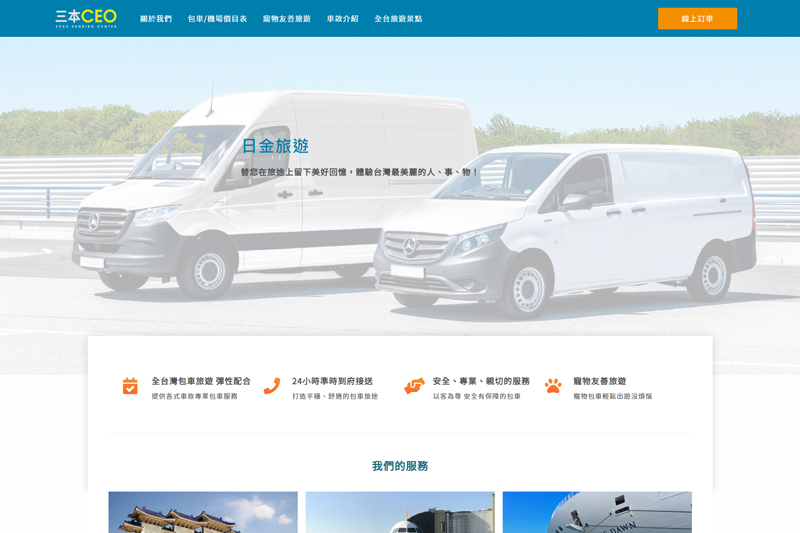 三本CEO
關於我們
包車/機場價目表
寵物友善旅遊
車款介紹
全台旅遊景點
線上訂車
日金旅遊
替您在旅途上留下美好回憶，體驗台灣最美麗的人、事、物！
全台灣包車旅遊 彈性配合
提供各式車款專業包車服務
24小時準時到府接送
打造平穩、舒適的包車旅途
安全、專業、親切的服務
以客為尊 安全有保障的包車
寵物友善旅遊
寵物包車輕鬆出遊沒煩惱
我們的服務
DAWN